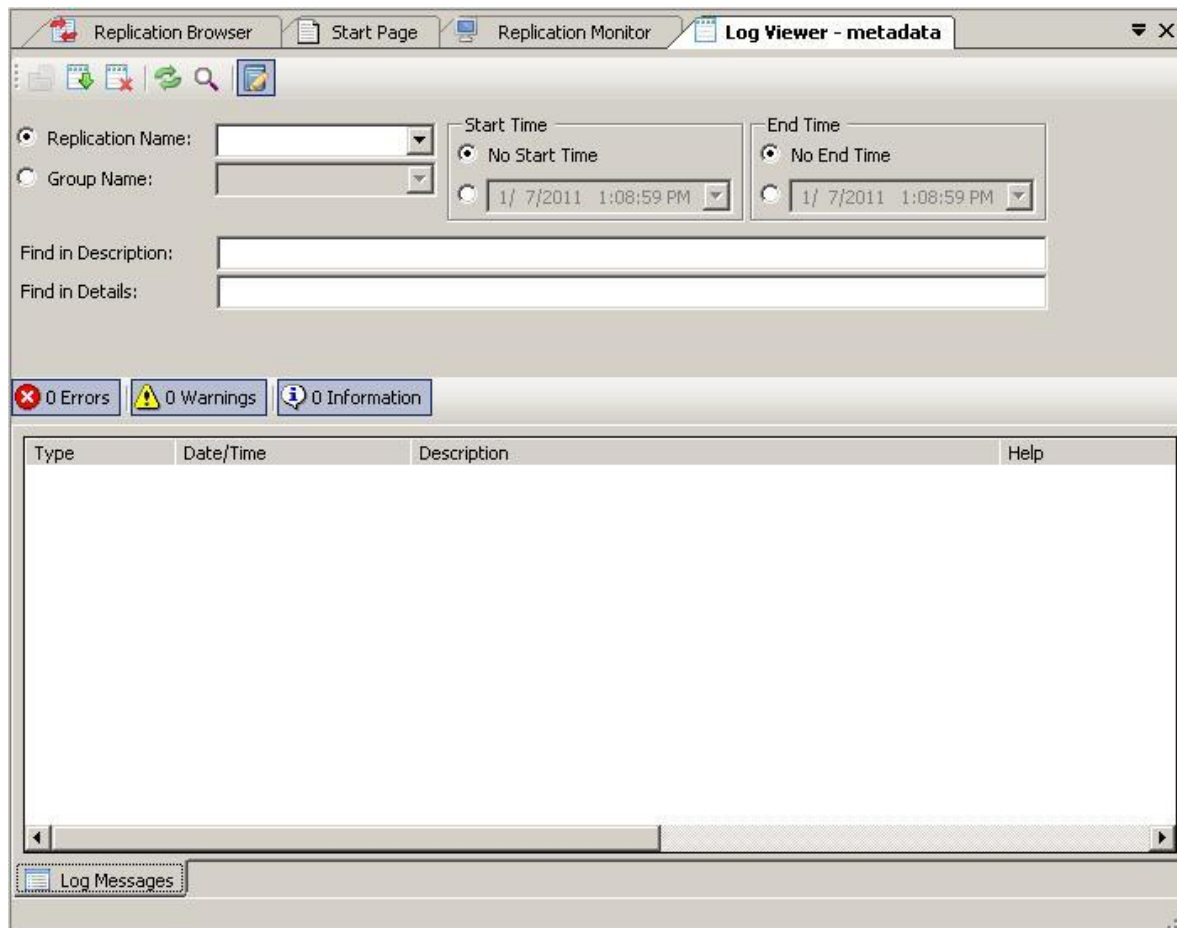 Replication Browser Start Page Replication Monitor Log Viewer - metadata
Start Time End Time
Replication Name: No Start Time No End Time
Group Name: 1/ 7/2011 1:08:59 PM 1/ 7/2011 1:08:59 PM
Find in Description:
Find in Details:
0 Errors 0 Warnings 0 Information
Type Date/Time Description Help
Log Messages